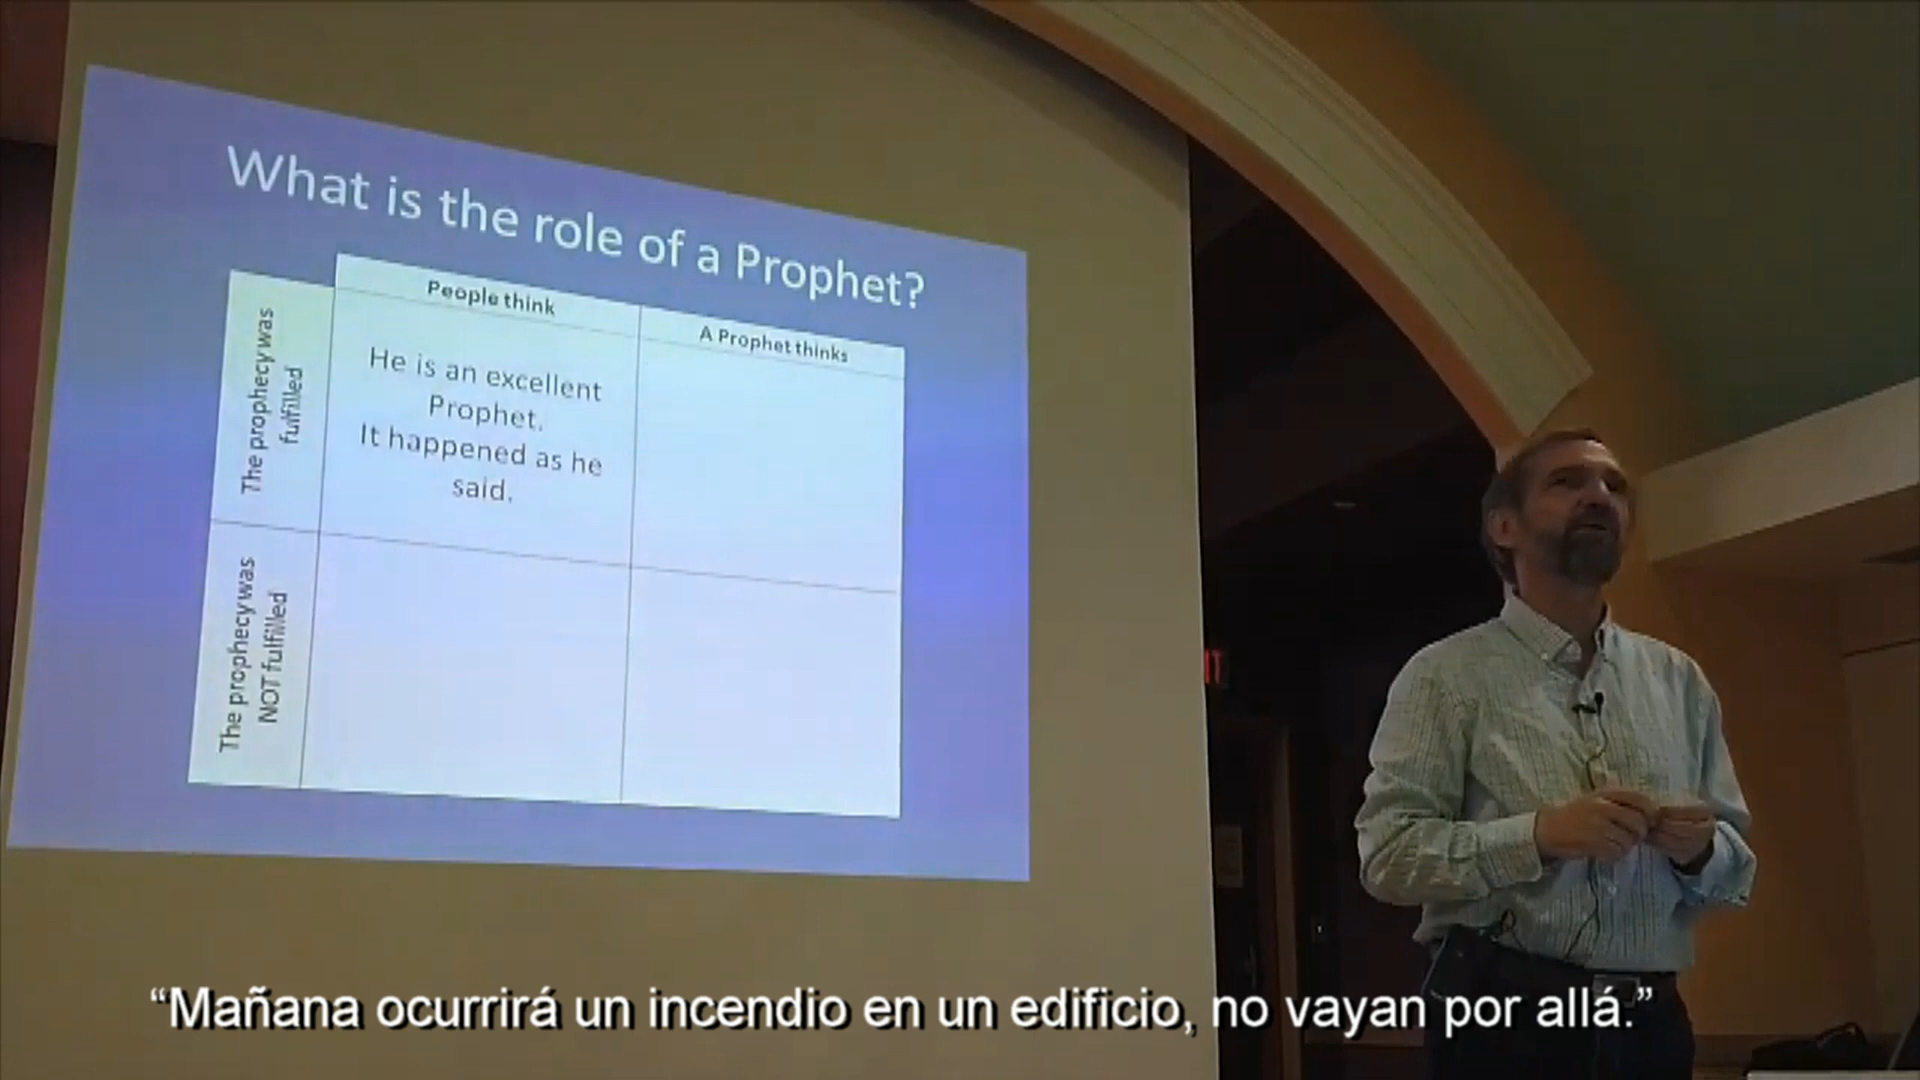 What is the role of a Prophet?
People think
A Prophet thinks
The prophecy was
fulfilled
He is an excellent
Prophet.
It happened as he
said.
The prophecy was
NOT fulfilled
IT
“Mañana ocurrirá un incendio en un edificio, no vayan por allá.”